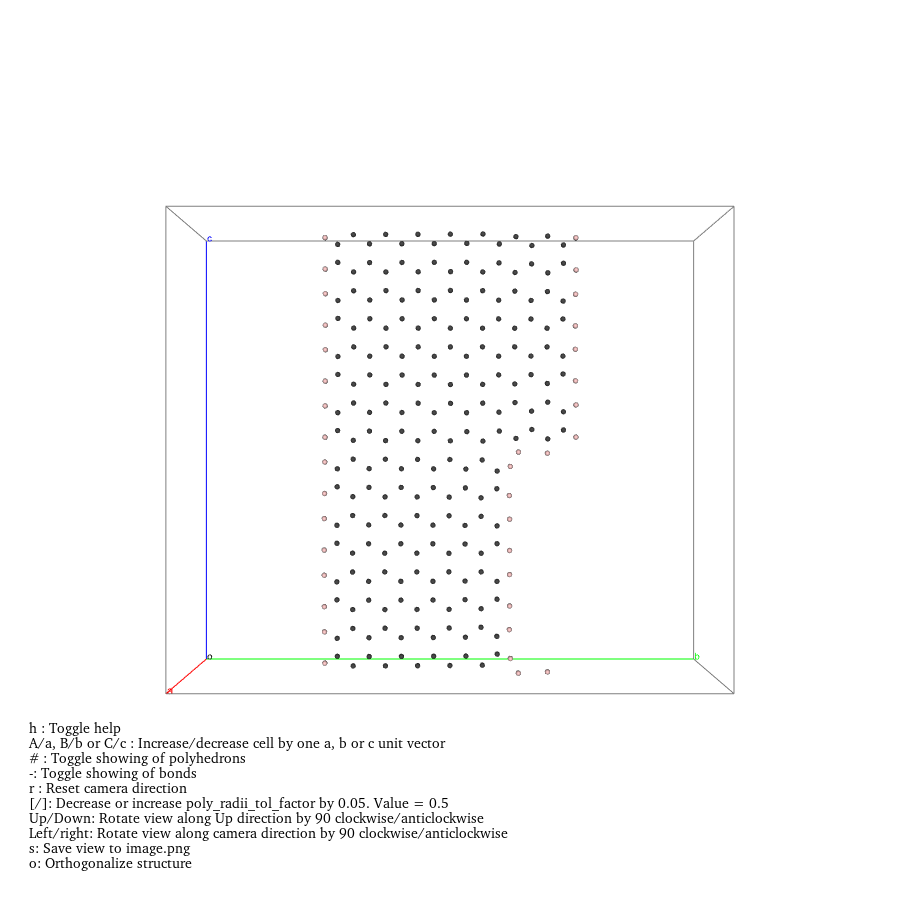 c
o
b
a
h : Toggle help
A/a, B/b or C/c : Increase/decrease cell by one a, b or c unit vector
# : Toggle showing of polyhedrons
-: Toggle showing of bonds
r : Reset camera direction
[/]: Decrease or increase poly_radii_tol_factor by 0.05. Value = 0.5
Up/Down: Rotate view along Up direction by 90 clockwise/anticlockwise
Left/right: Rotate view along camera direction by 90 clockwise/anticlockwise
s: Save view to image.png
o: Orthogonalize structure